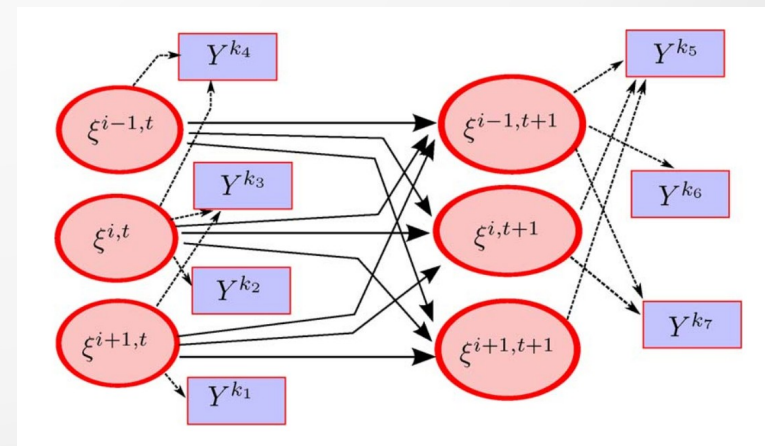 Y^{k_4}
ξ^{i−1,t}
Y^{k_3}
ξ^{i,t}
Y^{k_2}
ξ^{i+1,t}
Y^{k_1}
Y^{k_5}
ξ^{i−1,t+1}
Y^{k_6}
ξ^{i,t+1}
Y^{k_7}
ξ^{i+1,t+1}